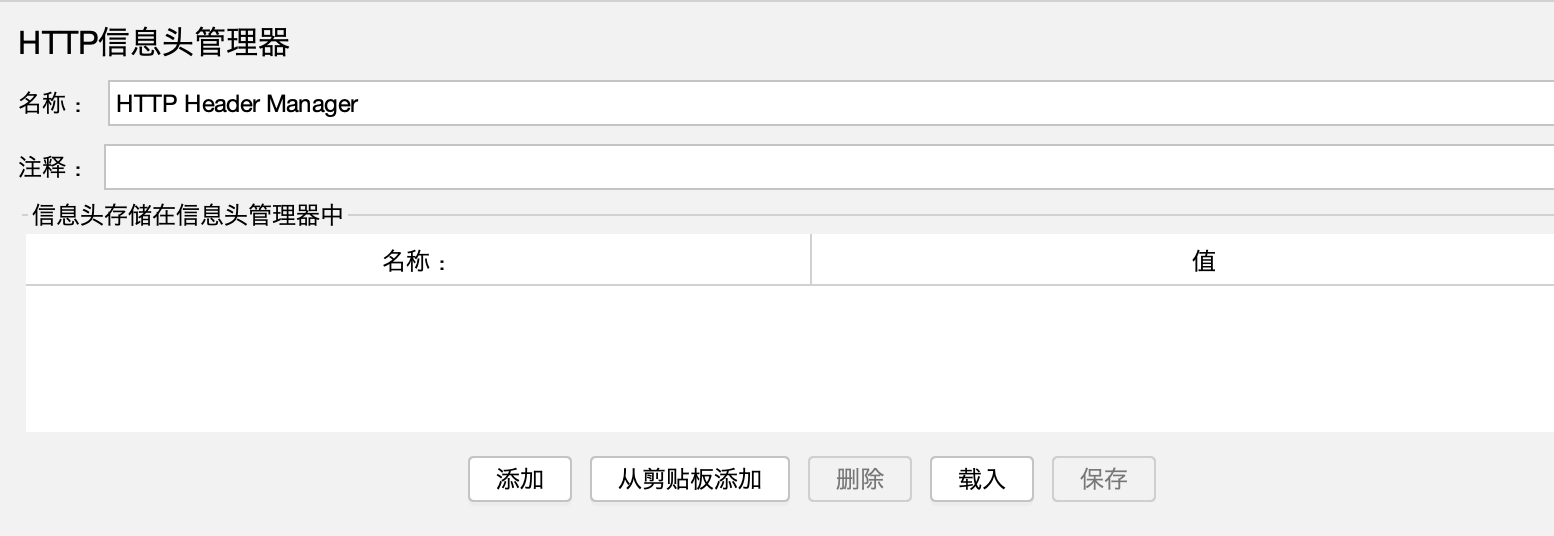 HTTP信息头管理器
名称： HTTP Header Manager
注释：
信息头存储在信息头管理器中
名称： 值
添加 从剪贴板添加 删除 载入 保存